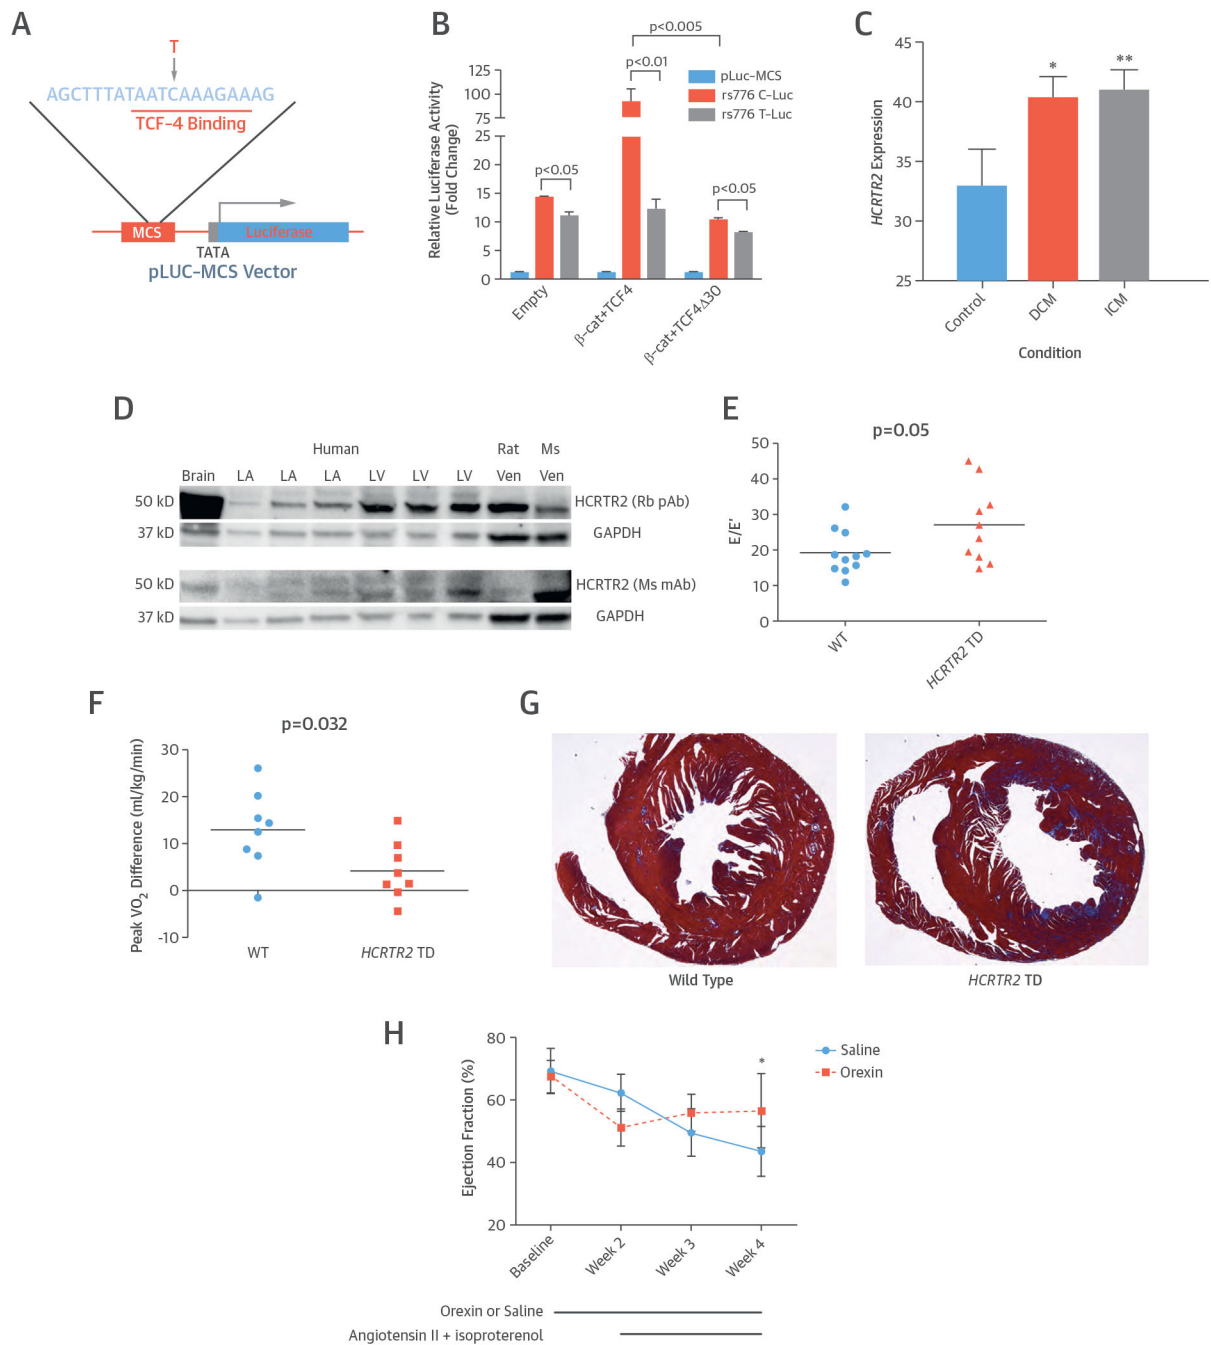 A
T
AGCTTTATAATCAAAGAAAG
TCF-4 Binding
MCS
Luciferase
TATA
pLUC-MCS Vector
B
p<0.005
p<0.01
p<0.05
p<0.05
pLuc-MCS
rs776 C-Luc
rs776 T-Luc
Relative Luciferase Activity
(Fold Change)
125
100
75
25
20
15
10
5
0
Empty
β-cat+TCF4
β-cat+TCF4Δ30
C
HCRTR2 Expression
45
40
35
30
25
*
**
Control
DCM
ICM
Condition
D
Human
Rat
Ms
Brain
LA
LA
LA
LV
LV
LV
Ven
Ven
50 kD
HCRTR2 (Rb pAb)
37 kD
GAPDH
50 kD
HCRTR2 (Ms mAb)
37 kD
GAPDH
E
p=0.05
E/E'
50
40
30
20
10
0
WT
HCRTR2 TD
F
p=0.032
Peak VO2 Difference (ml/kg/min)
30
20
10
0
-10
WT
HCRTR2 TD
G
Wild Type
HCRTR2 TD
H
Ejection Fraction (%)
80
60
40
20
*
Saline
Orexin
Baseline
Week 2
Week 3
Week 4
Orexin or Saline
Angiotensin II + isoproterenol